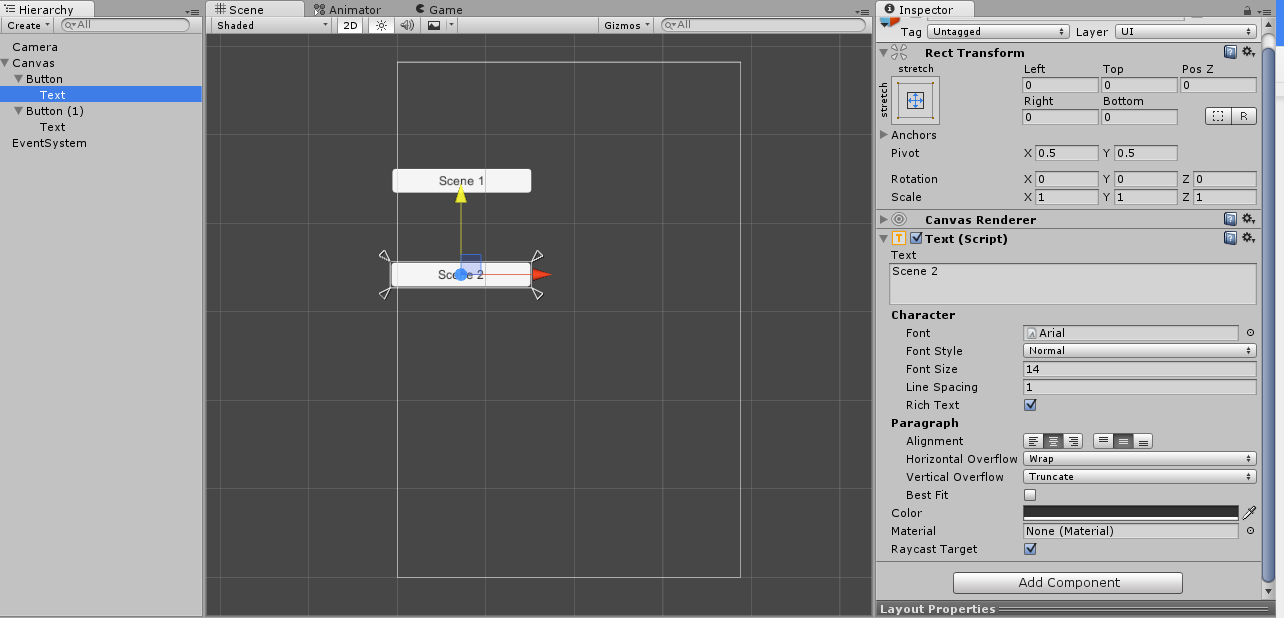 Hierarchy
Create
All
Camera
Canvas
Button
Text
Button (1)
Text
EventSystem
Scene
Animator
Game
Shaded
2D
Gizmos
All
Scene 1
Scene 2
Inspector
Tag Untagged Layer UI
Rect Transform
stretch
stretch
Left Top Pos Z
0 0 0
Right Bottom
0 0 R
Anchors
Pivot X 0.5 Y 0.5
Rotation X 0 Y 0 Z 0
Scale X 1 Y 1 Z 1
Canvas Renderer
T Text (Script)
Text
Scene 2
Character
Font Arial
Font Style Normal
Font Size 14
Line Spacing 1
Rich Text
Paragraph
Alignment
Horizontal Overflow Wrap
Vertical Overflow Truncate
Best Fit
Color
Material None (Material)
Raycast Target
Add Component
Layout Properties